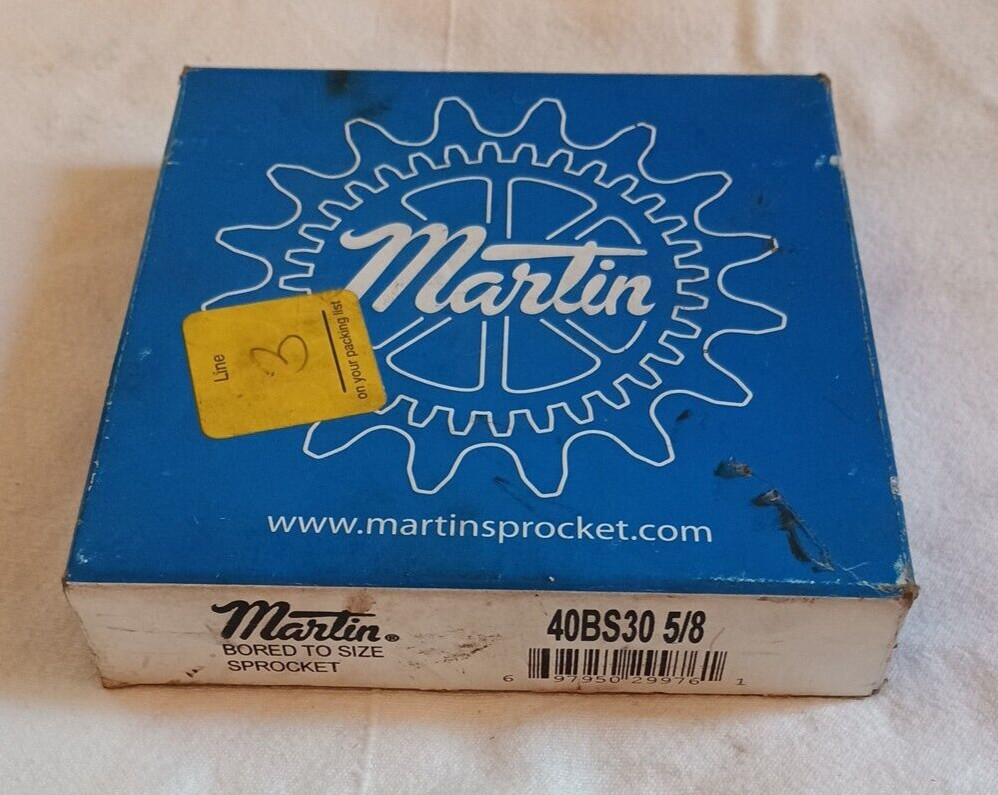 Martin
Line 3
on your packing list
www.martinsprocket.com
Martin®
BORED TO SIZE
SPROCKET
40BS30 5/8
6 97950 29976 1